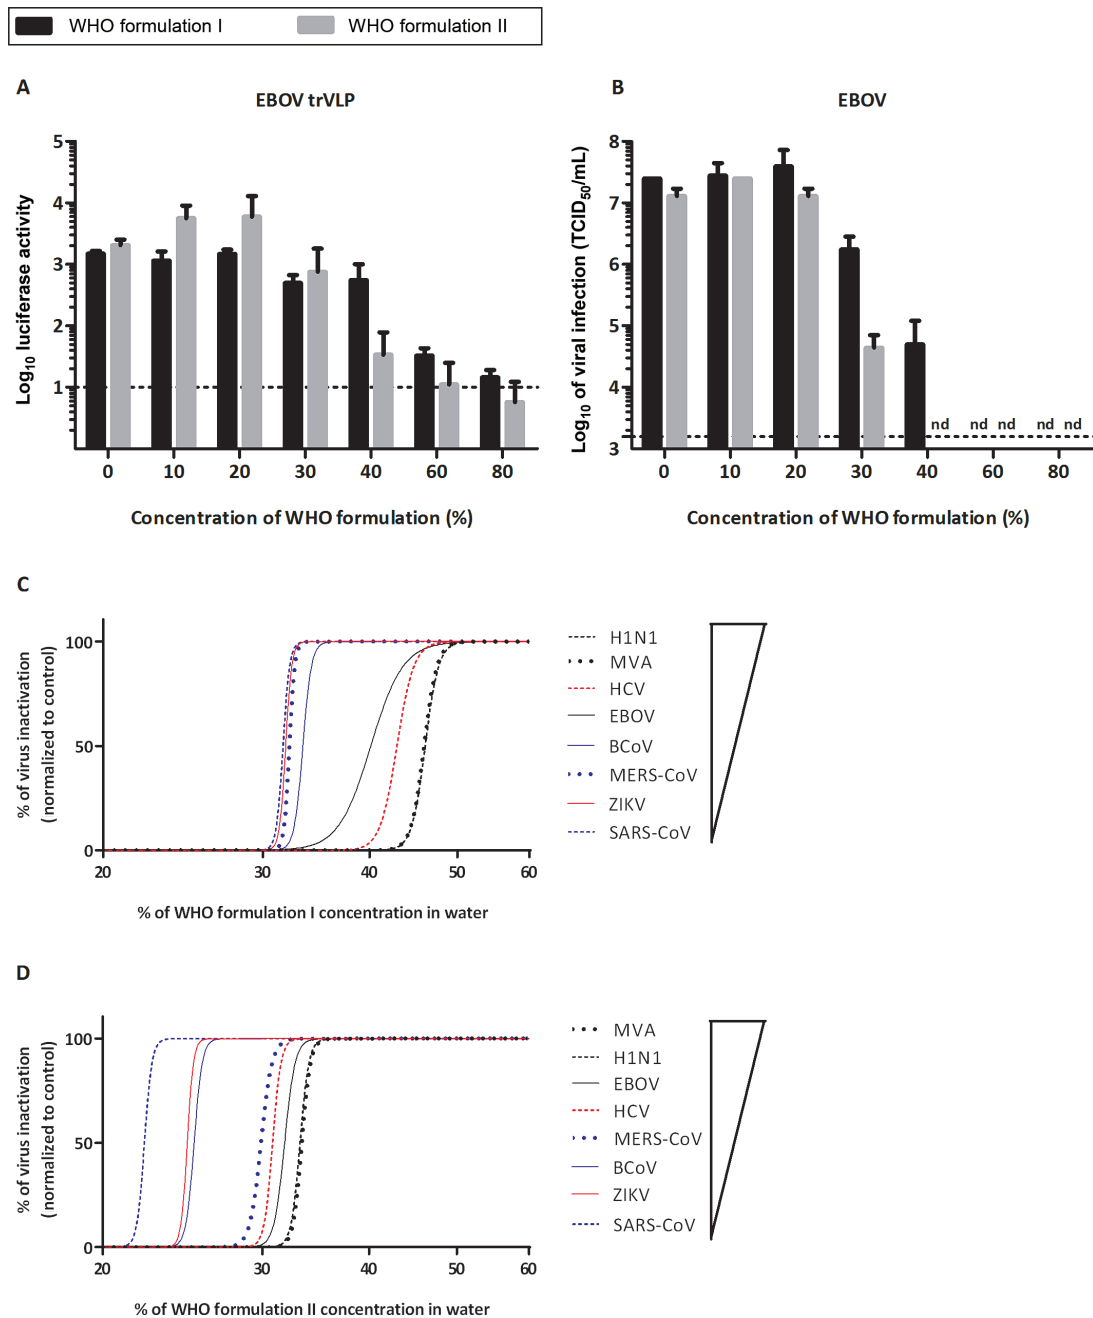 WHO formulation I
WHO formulation II
A
EBOV trVLP
Log10 luciferase activity
5
4
3
2
1
0 10 20 30 40 60 80
Concentration of WHO formulation (%)
B
EBOV
Log10 of viral infection (TCID50/mL)
8
7
6
5
4
3
nd nd nd nd nd
0 10 20 30 40 60 80
Concentration of WHO formulation (%)
C
% of virus inactivation
(normalized to control)
100
50
0
20 30 40 50 60
% of WHO formulation I concentration in water
H1N1
MVA
HCV
EBOV
BCoV
MERS-CoV
ZIKV
SARS-CoV
D
% of virus inactivation
(normalized to control)
100
50
0
20 30 40 50 60
% of WHO formulation II concentration in water
MVA
H1N1
EBOV
HCV
MERS-CoV
BCoV
ZIKV
SARS-CoV